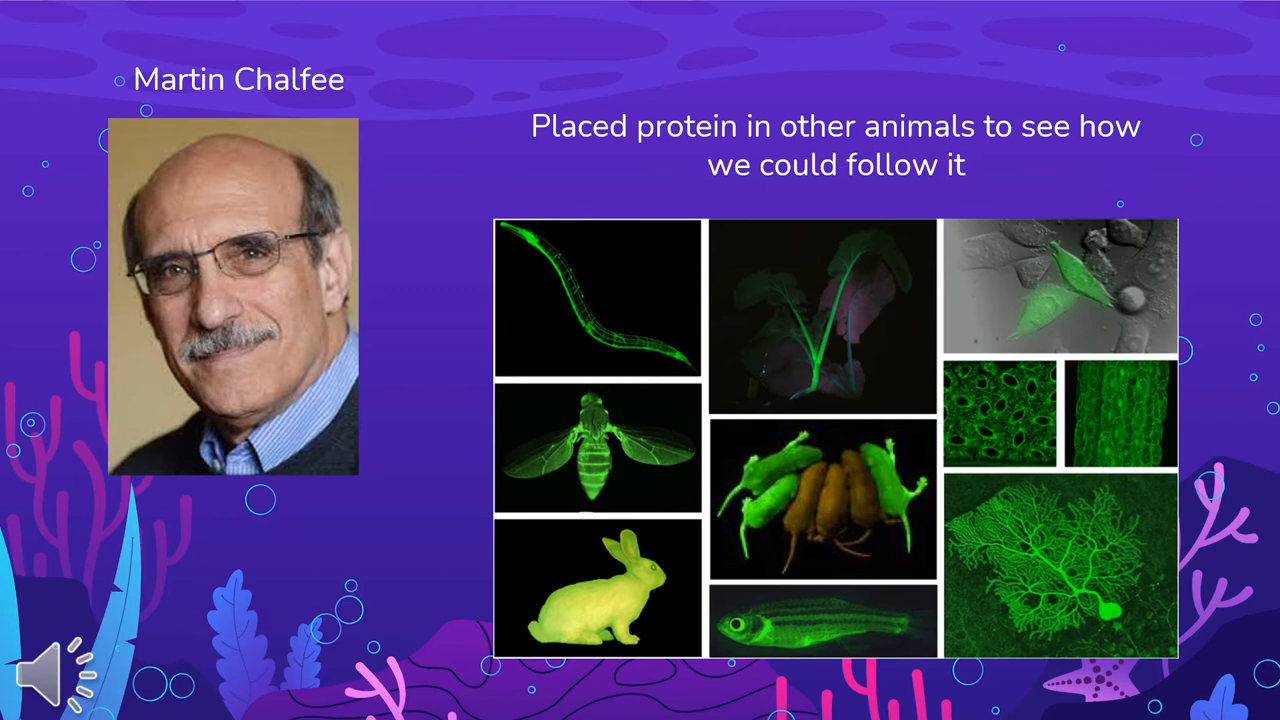 Martin Chalfee
Placed protein in other animals to see how
we could follow it